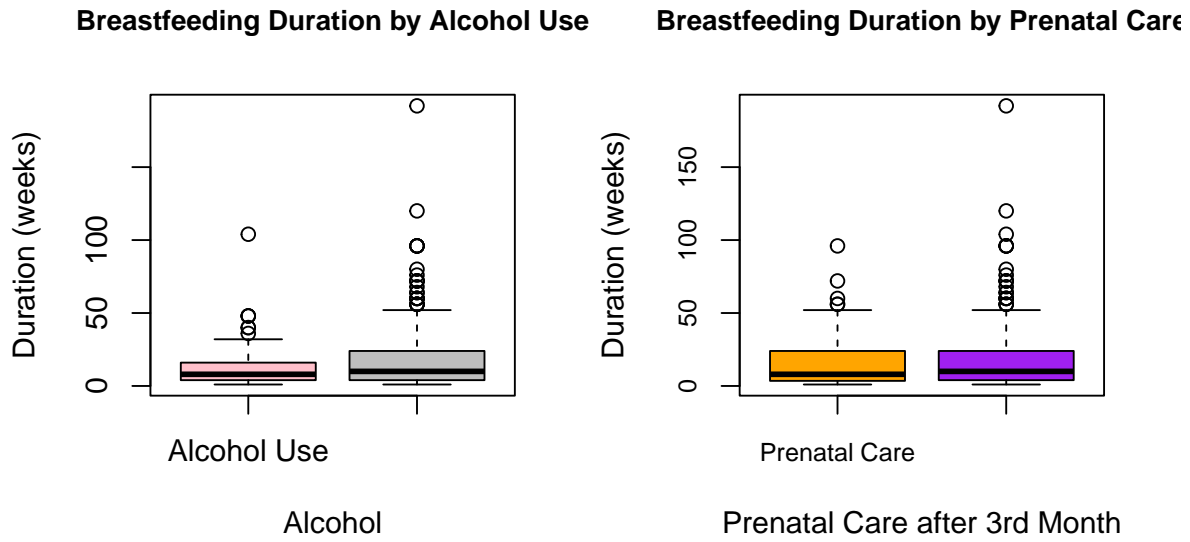 Breastfeeding Duration by Alcohol Use
Duration (weeks)
100
50
0
Alcohol Use
Alcohol
Breastfeeding Duration by Prenatal Care
Duration (weeks)
150
100
50
0
Prenatal Care
Prenatal Care after 3rd Month